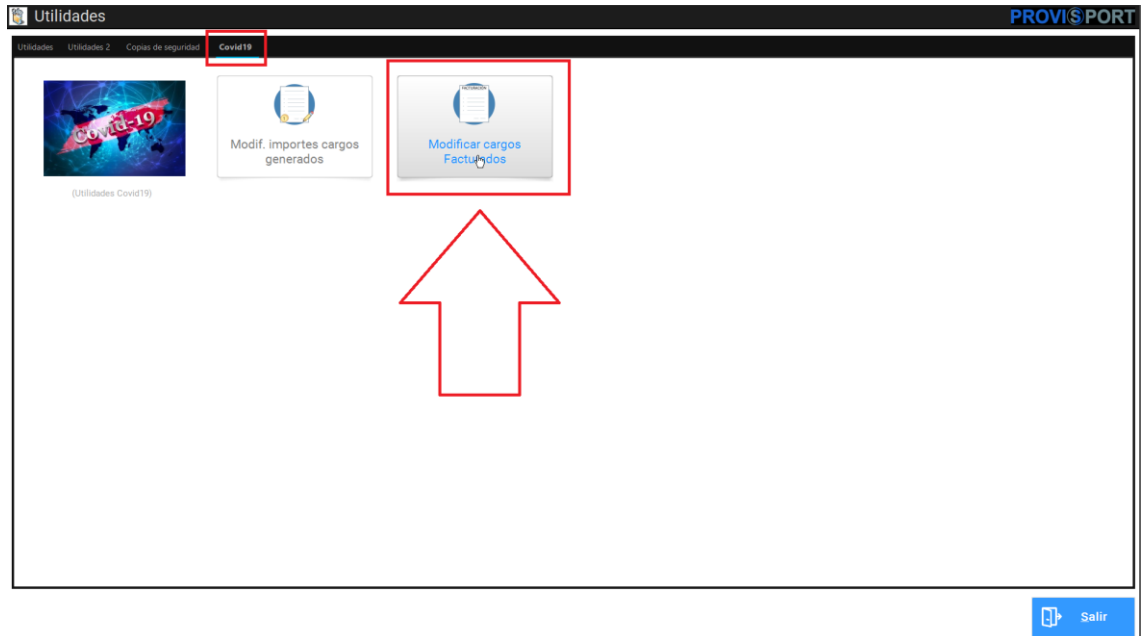 Utilidades
PROVISPORT
Utilidades Utilidades 2 Copias de seguridad Covid19
Covid-19
FACTURACIÓN
Modif. importes cargos
generados
Modificar cargos
Facturados
(Utilidades Covid19)
Salir